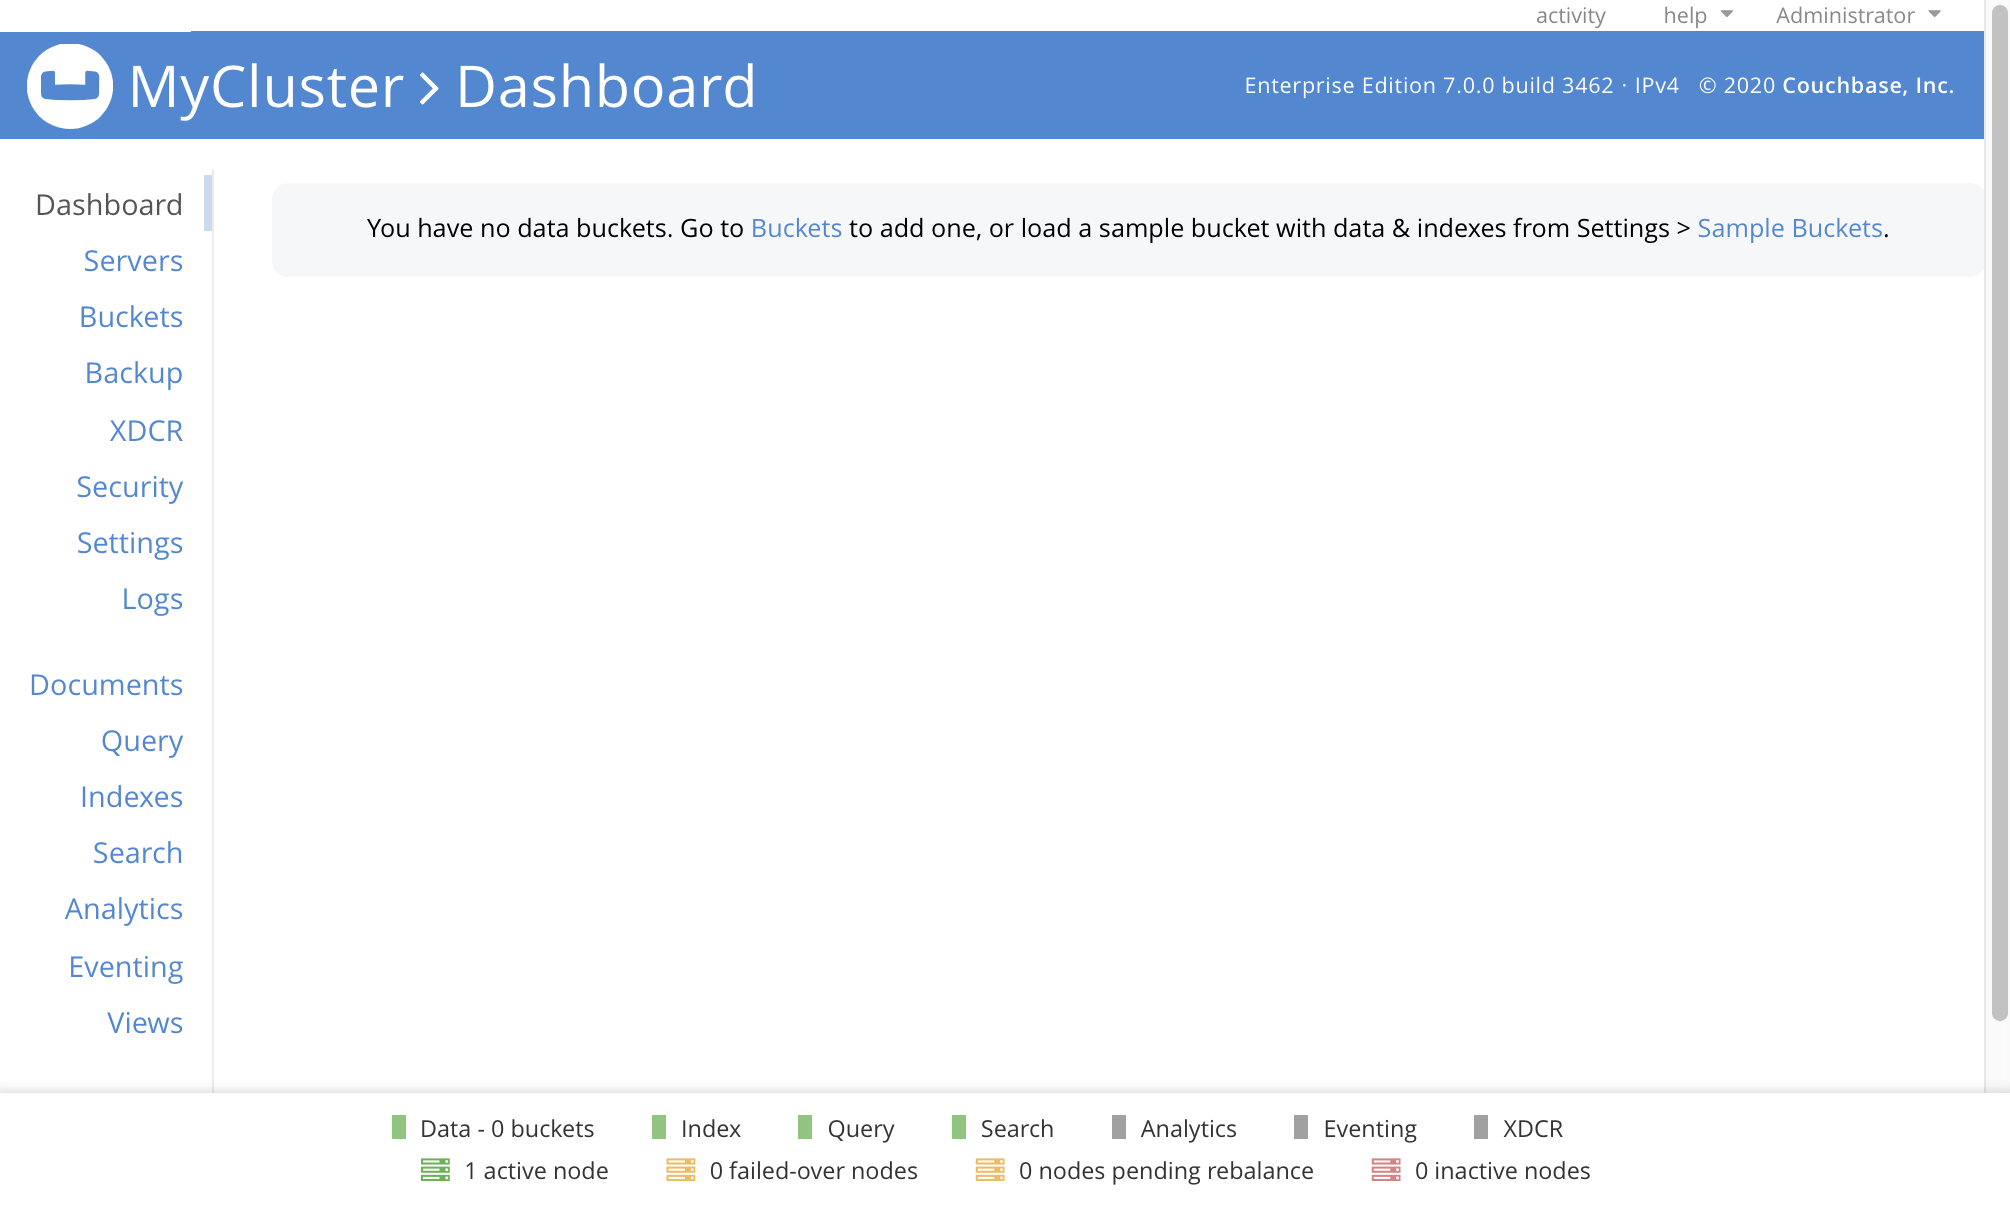 activity help Administrator
MyCluster > Dashboard
Enterprise Edition 7.0.0 build 3462 · IPv4 © 2020 Couchbase, Inc.
Dashboard
Servers
Buckets
Backup
XDCR
Security
Settings
Logs
Documents
Query
Indexes
Search
Analytics
Eventing
Views
You have no data buckets. Go to Buckets to add one, or load a sample bucket with data & indexes from Settings > Sample Buckets.
Data - 0 buckets Index Query Search Analytics Eventing XDCR
1 active node 0 failed-over nodes 0 nodes pending rebalance 0 inactive nodes